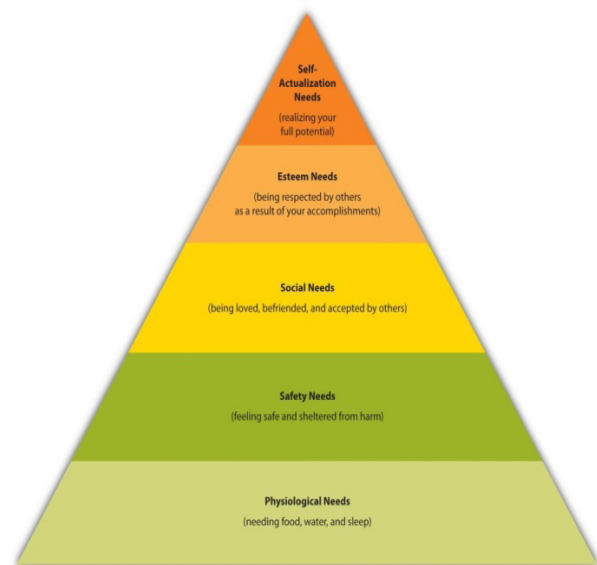 Self-
Actualization
Needs
(realizing your
full potential)
Esteem Needs
(being respected by others
as a result of your accomplishments)
Social Needs
(being loved, befriended, and accepted by others)
Safety Needs
(feeling safe and sheltered from harm)
Physiological Needs
(needing food, water, and sleep)